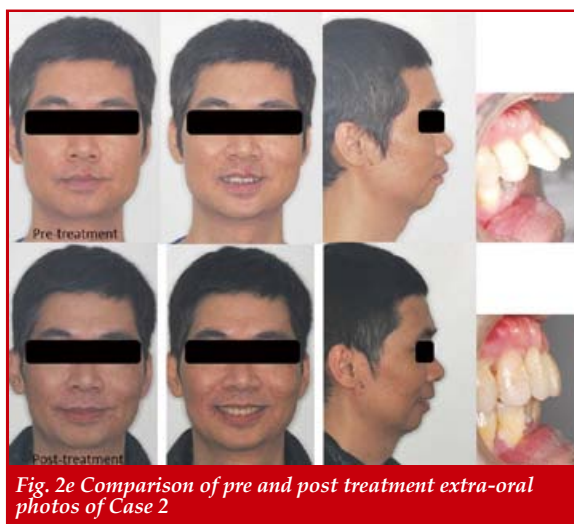 Pre-treatment
Post-treatment
Fig. 2e Comparison of pre and post treatment extra-oral
photos of Case 2